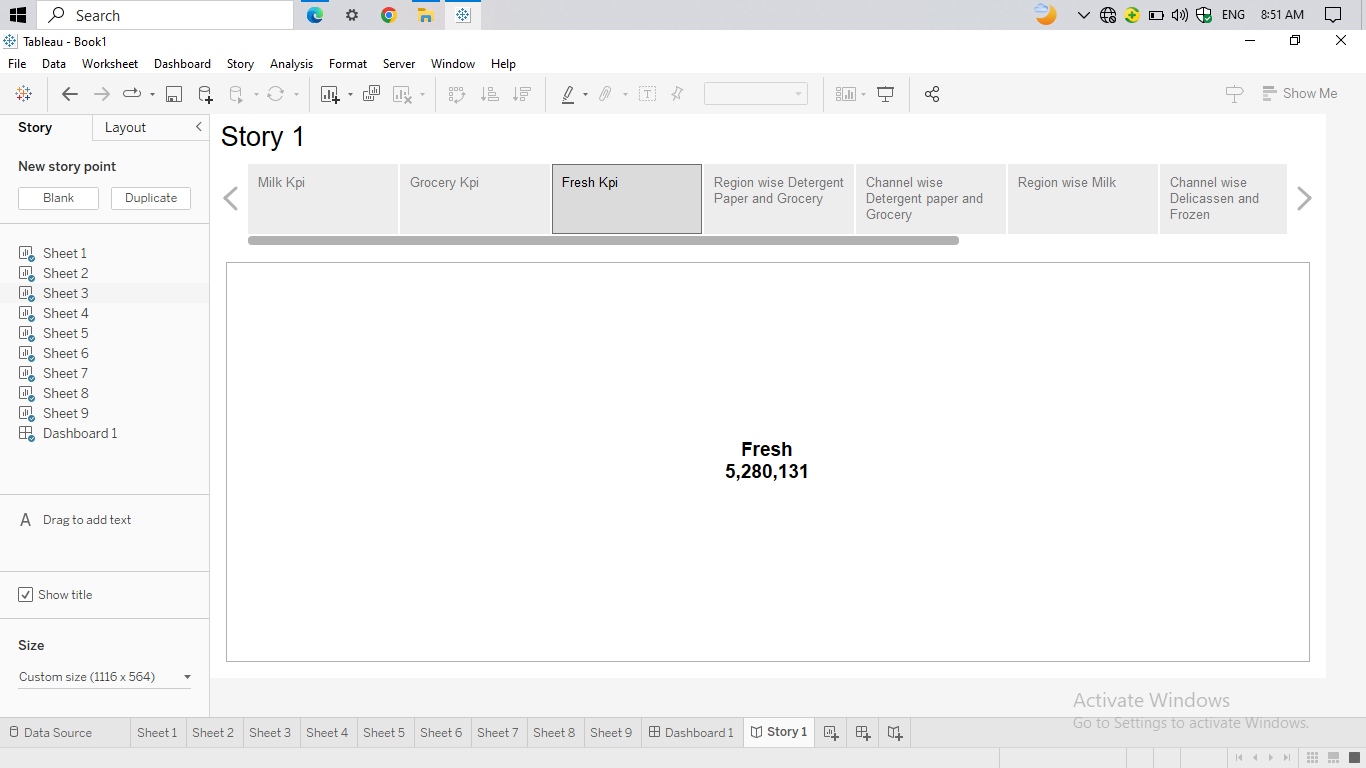 Search
ENG
8:51 AM
Tableau - Book1
File Data Worksheet Dashboard Story Analysis Format Server Window Help
Show Me
Story Layout
New story point
Blank Duplicate
Sheet 1
Sheet 2
Sheet 3
Sheet 4
Sheet 5
Sheet 6
Sheet 7
Sheet 8
Sheet 9
Dashboard 1
A Drag to add text
Show title
Size
Custom size (1116 x 564)
Story 1
Milk Kpi
Grocery Kpi
Fresh Kpi
Region wise Detergent
Paper and Grocery
Channel wise
Detergent paper and
Grocery
Region wise Milk
Channel wise
Delicassen and
Frozen
Fresh
5,280,131
Activate Windows
Go to Settings to activate Windows.
Data Source Sheet 1 Sheet 2 Sheet 3 Sheet 4 Sheet 5 Sheet 6 Sheet 7 Sheet 8 Sheet 9 Dashboard 1 Story 1